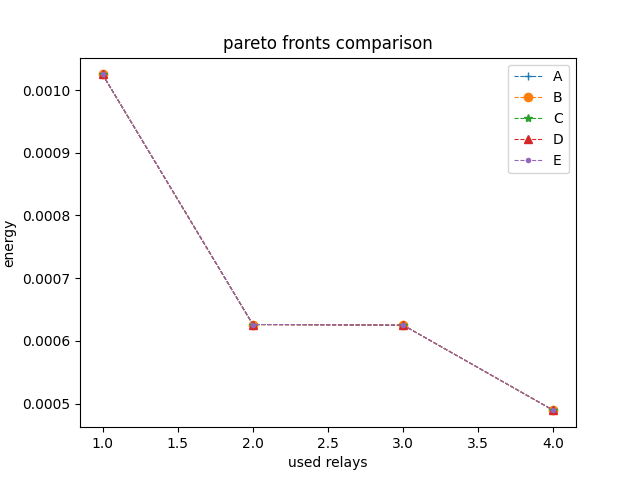 pareto fronts comparison
A
B
C
D
E
energy
0.0010
0.0009
0.0008
0.0007
0.0006
0.0005
1.0 1.5 2.0 2.5 3.0 3.5 4.0
used relays